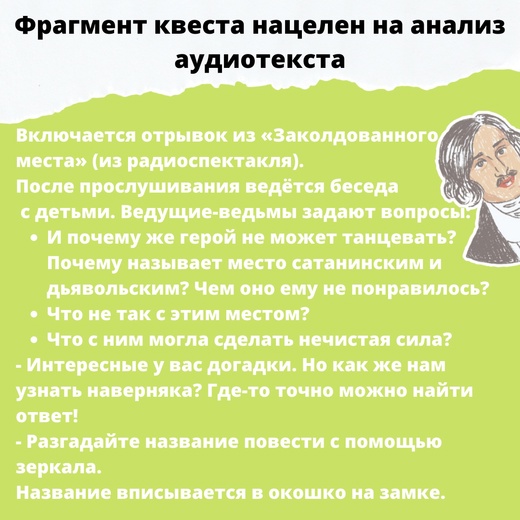 Фрагмент квеста нацелен на анализ
аудиотекста
Включается отрывок из «Заколдованного
места» (из радиоспектакля).
После прослушивания ведётся беседа
с детьми. Ведущие-ведьмы задают вопросы:
• И почему же герой не может танцевать?
Почему называет место сатанинским и
дьявольским? Чем оно ему не понравилось?
• Что не так с этим местом?
• Что с ним могла сделать нечистая сила?
- Интересные у вас догадки. Но как же нам
узнать наверняка? Где-то точно можно найти
ответ!
- Разгадайте название повести с помощью
зеркала.
Название вписывается в окошко на замке.